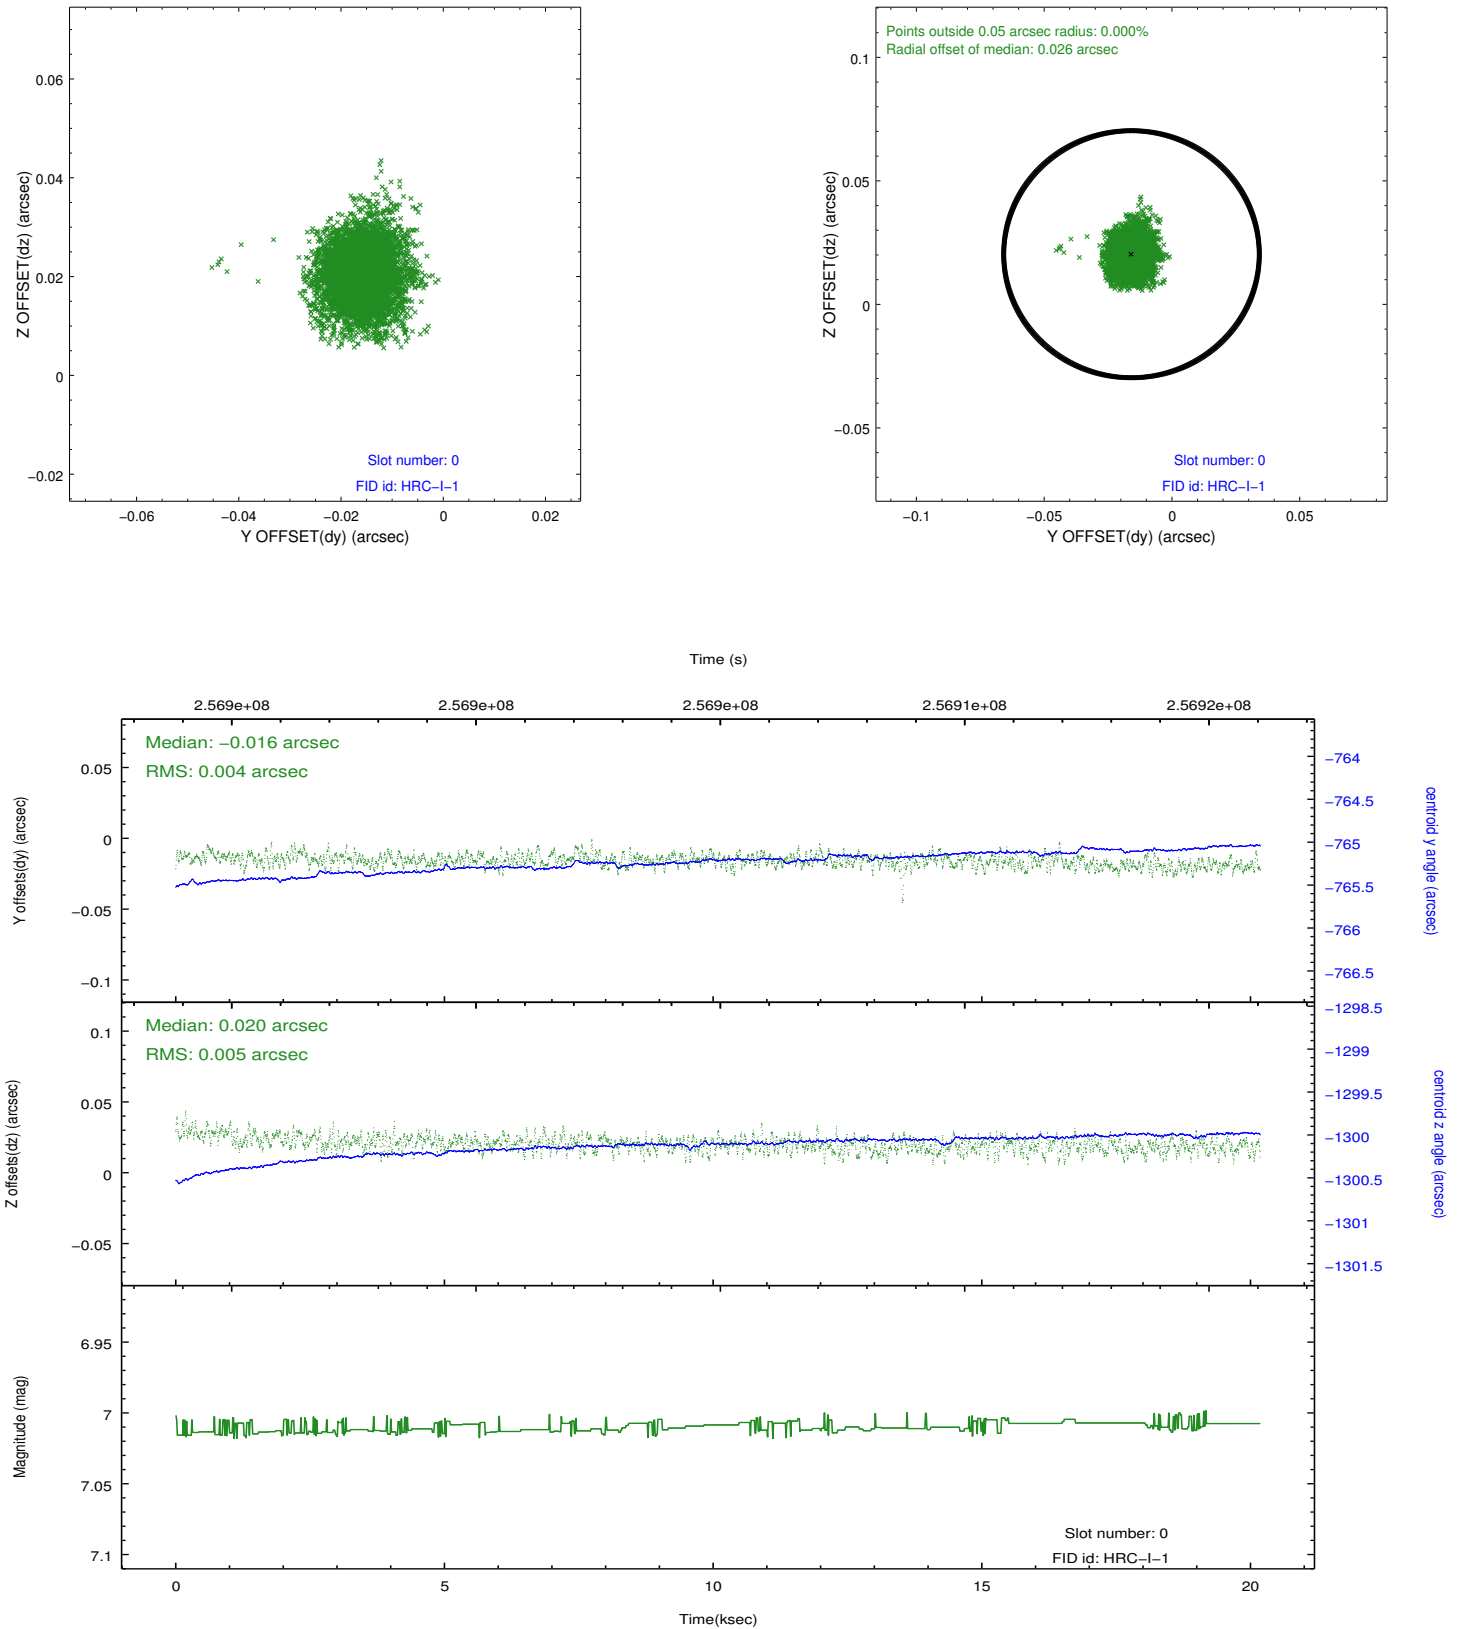 0.06
0.04
0.02
0
−0.02
Z OFFSET(dz) (arcsec)
Slot number: 0
FID id: HRC−I−1
−0.06
−0.04
−0.02
0
0.02
Y OFFSET(dy) (arcsec)
Points outside 0.05 arcsec radius: 0.000%
Radial offset of median: 0.026 arcsec
0.1
0.05
0
−0.05
Z OFFSET(dz) (arcsec)
Slot number: 0
FID id: HRC−I−1
−0.1
−0.05
0
0.05
Y OFFSET(dy) (arcsec)
Time (s)
2.569e+08
2.569e+08
2.569e+08
2.5691e+08
2.5692e+08
Median: −0.016 arcsec
RMS: 0.004 arcsec
0.05
0
−0.05
−0.1
Y offsets(dy) (arcsec)
−764
−764.5
−765
−765.5
−766
−766.5
centroid y angle (arcsec)
Median: 0.020 arcsec
RMS: 0.005 arcsec
0.1
0.05
0
−0.05
Z offsets(dz) (arcsec)
−1298.5
−1299
−1299.5
−1300
−1300.5
−1301
−1301.5
centroid z angle (arcsec)
6.95
7
7.05
7.1
Magnitude (mag)
Slot number: 0
FID id: HRC−I−1
0
5
10
15
20
Time(ksec)